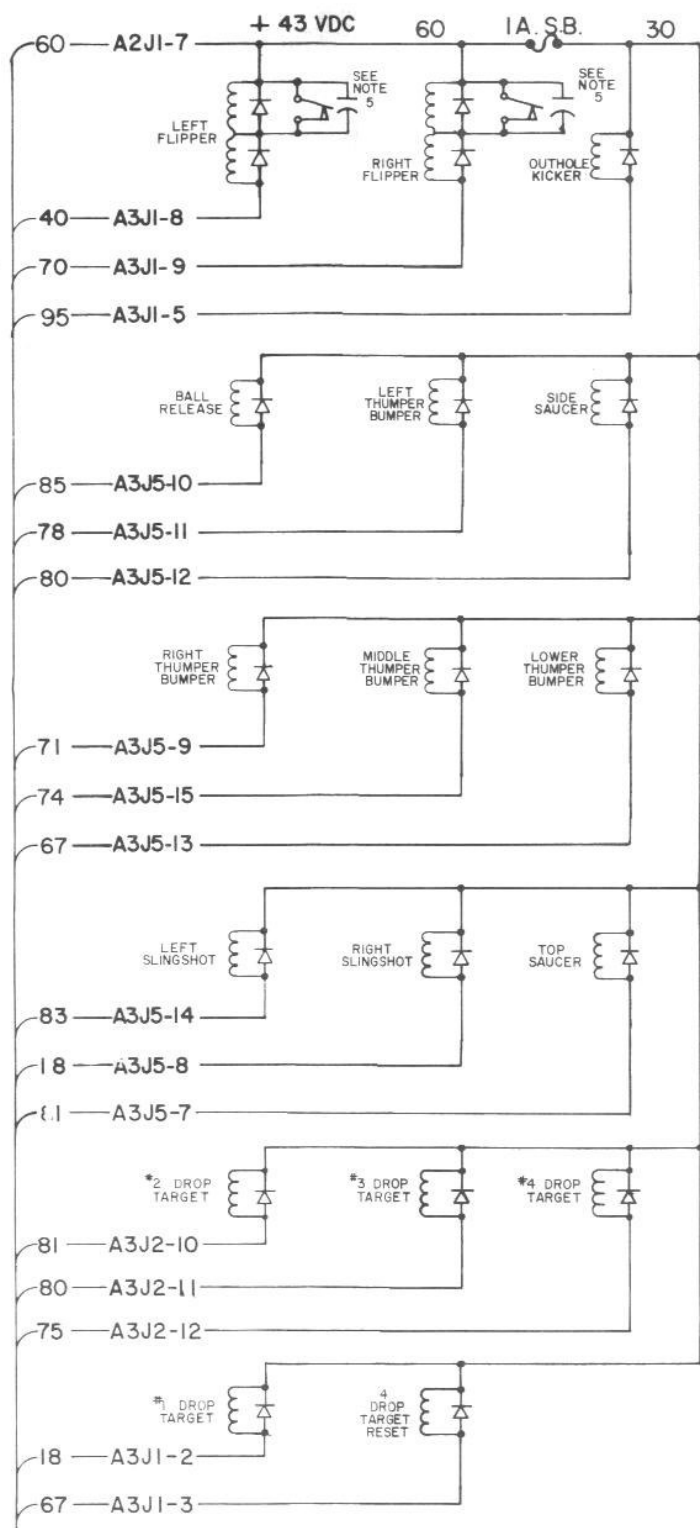 + 43 VDC
60 A2J1-7 60 1 A. S.B. 30
SEE NOTE 5
SEE NOTE 5
LEFT FLIPPER
RIGHT FLIPPER
OUTHOLE KICKER
40 A3J1-8
70 A3J1-9
95 A3J1-5
BALL RELEASE
LEFT THUMPER BUMPER
SIDE SAUCER
85 A3J5-10
78 A3J5-11
80 A3J5-12
RIGHT THUMPER BUMPER
MIDDLE THUMPER BUMPER
LOWER THUMPER BUMPER
71 A3J5-9
74 A3J5-15
67 A3J5-13
LEFT SLINGSHOT
RIGHT SLINGSHOT
TOP SAUCER
83 A3J5-14
18 A3J5-8
A3J5-7
#2 DROP TARGET
#3 DROP TARGET
#4 DROP TARGET
81 A3J2-10
80 A3J2-11
75 A3J2-12
#1 DROP TARGET
4 DROP TARGET RESET
18 A3J1-2
67 A3J1-3